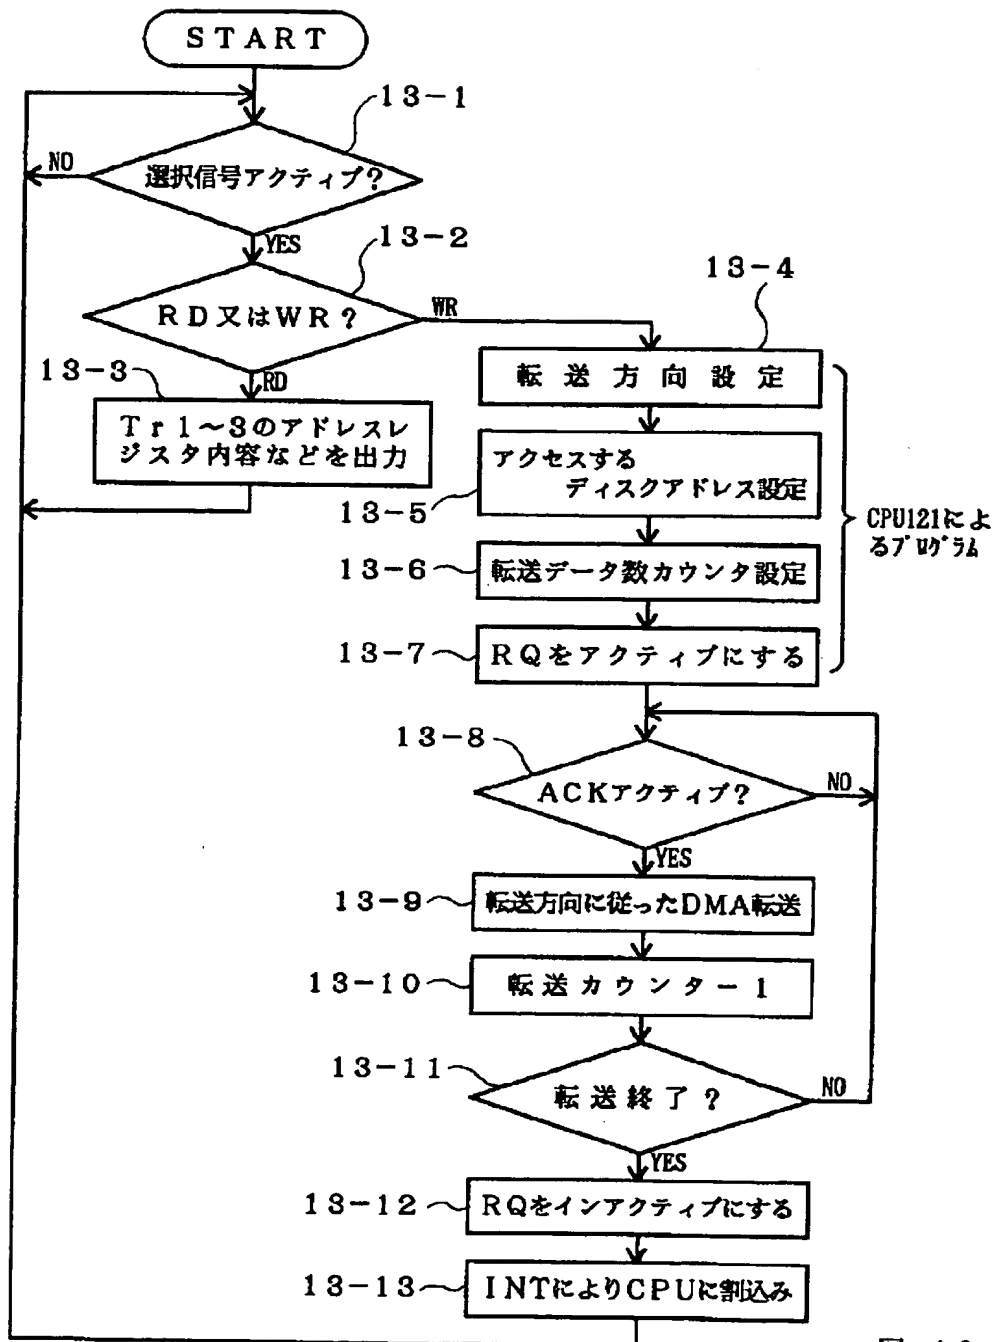 START
13-1
選択信号アクティブ?
NO
YES
13-2
RD又はWR?
WR
RD
13-3
Tr1~3のアドレスレ
ジスタ内容などを出力
13-4
転送方向設定
アクセスする
ディスクアドレス設定
13-5
13-6
転送データ数カウンタ設定
13-7
RQをアクティブにする
CPU121によ
るプログラム
13-8
ACKアクティブ?
NO
YES
13-9
転送方向に従ったDMA転送
13-10
転送カウンター1
13-11
転送終了?
NO
YES
13-12
RQをインアクティブにする
13-13
INTによりCPUに割込み